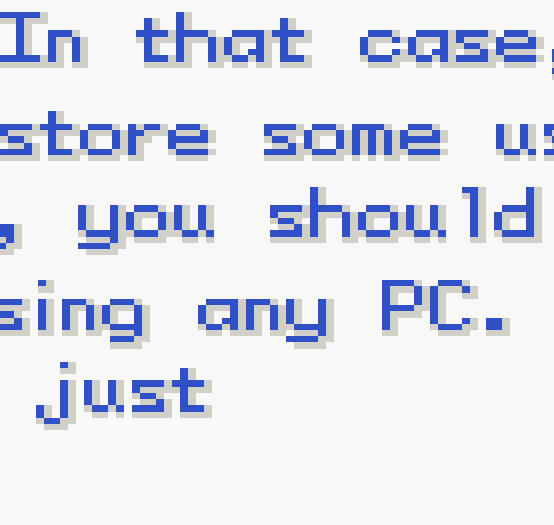 In that case,
store some us
, you should
sing any PC.
just